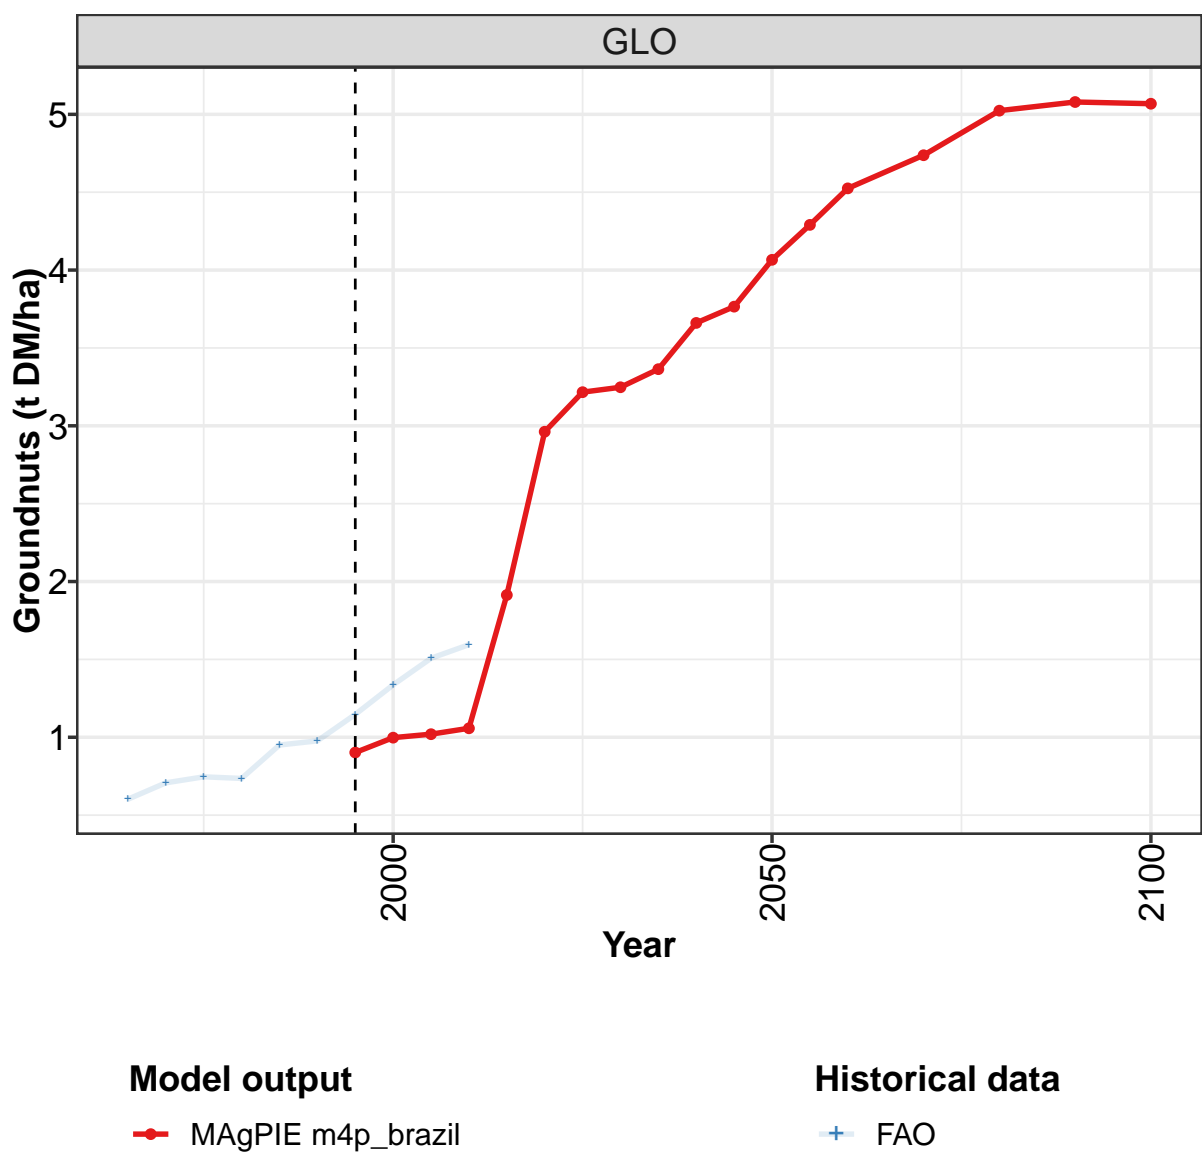 GLO
Groundnuts (t DM/ha)
5
4
3
2
1
2000
2050
2100
Year
Model output
Historical data
MAgPIE m4p_brazil
FAO